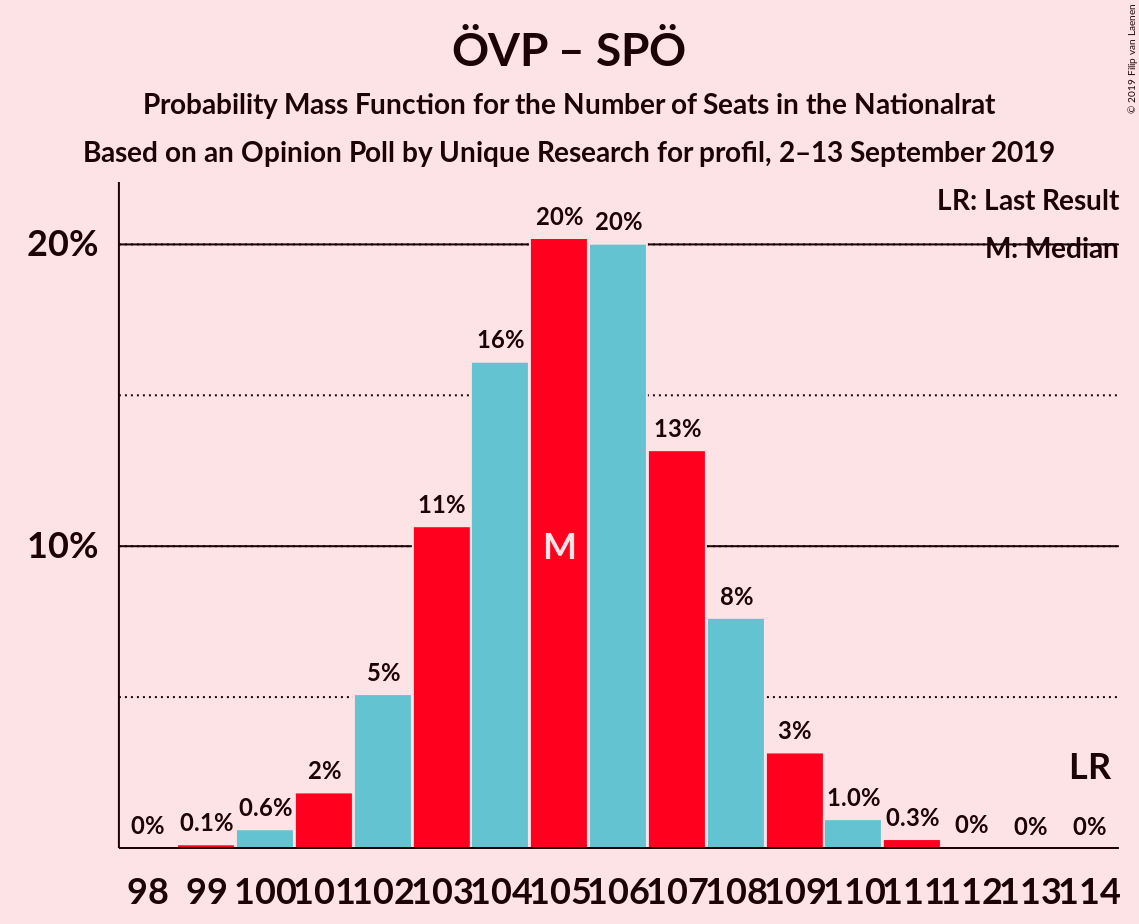 ÖVP – SPÖ
Probability Mass Function for the Number of Seats in the Nationalrat
Based on an Opinion Poll by Unique Research for profil, 2–13 September 2019
© 2019 Filip van Laenen
LR: Last Result
M: Median
20%
10%
0%
0.1%
0.6%
2%
5%
11%
16%
20%
20%
13%
8%
3%
1.0%
0.3%
0%
0%
0%
M
LR
98 99 100 101 102 103 104 105 106 107 108 109 110 111 112 113 114